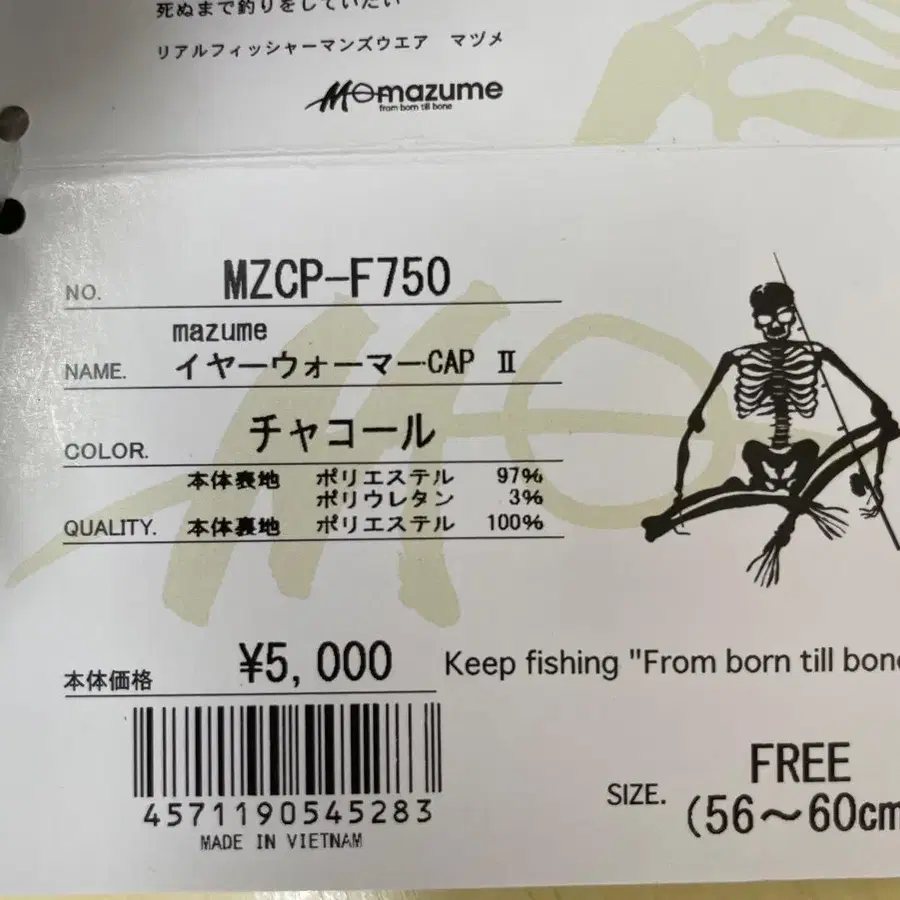 死ぬまで釣りをしていたい
リアルフィッシャーマンズウエア マヅメ
mazume
from born till bone
NO. MZCP-F750
mazume
NAME. イヤーウォーマーCAP Ⅱ
COLOR. チャコール
本体表地 ポリエステル 97%
ポリウレタン 3%
QUALITY. 本体裏地 ポリエステル 100%
本体価格 ¥5,000
Keep fishing "From born till bone
4571190545283
MADE IN VIETNAM
SIZE. FREE
(56～60cm